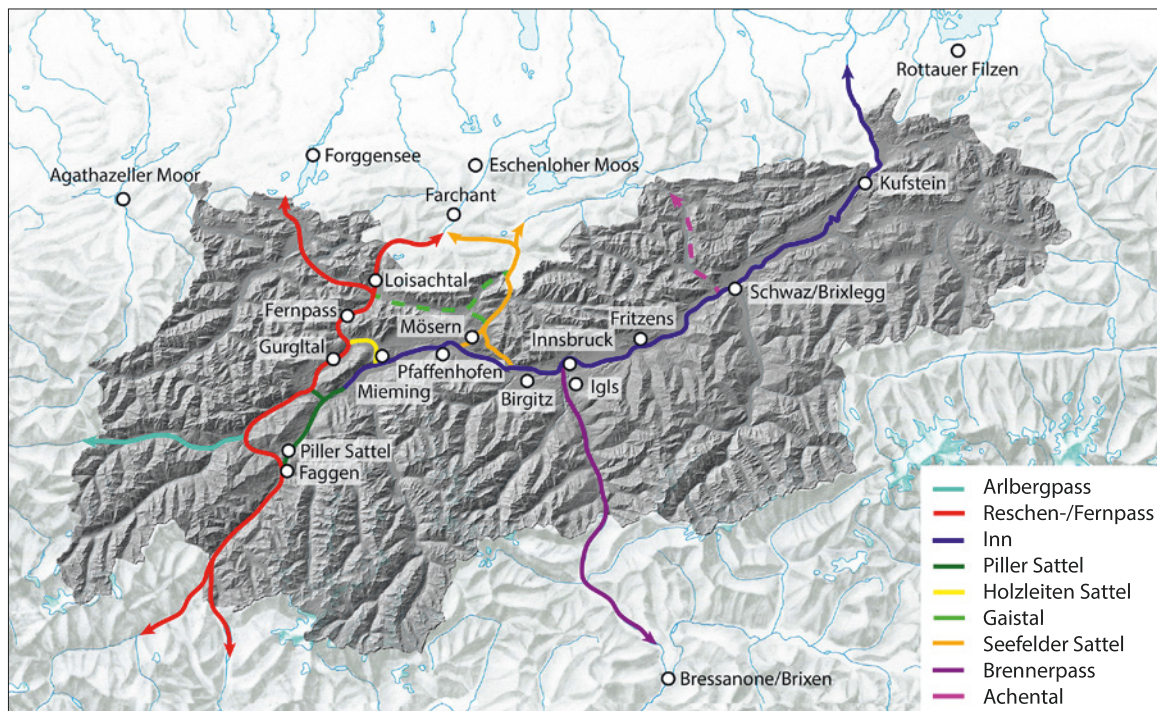 Rottauer Filzen
Forggensee
Eschenloher Moos
Agathazeller Moor
Farchant
Kufstein
Loisachtal
Schwaz/Brixlegg
Fernpass
Mösern
Fritzens
Innsbruck
Gurgltal
Pfaffenhofen
Mieming
Birgitz
Igls
Piller Sattel
Faggen
Bressanone/Brixen
Arlbergpass
Reschen-/Fernpass
Inn
Piller Sattel
Holzleiten Sattel
Gaistal
Seefelder Sattel
Brennerpass
Achental